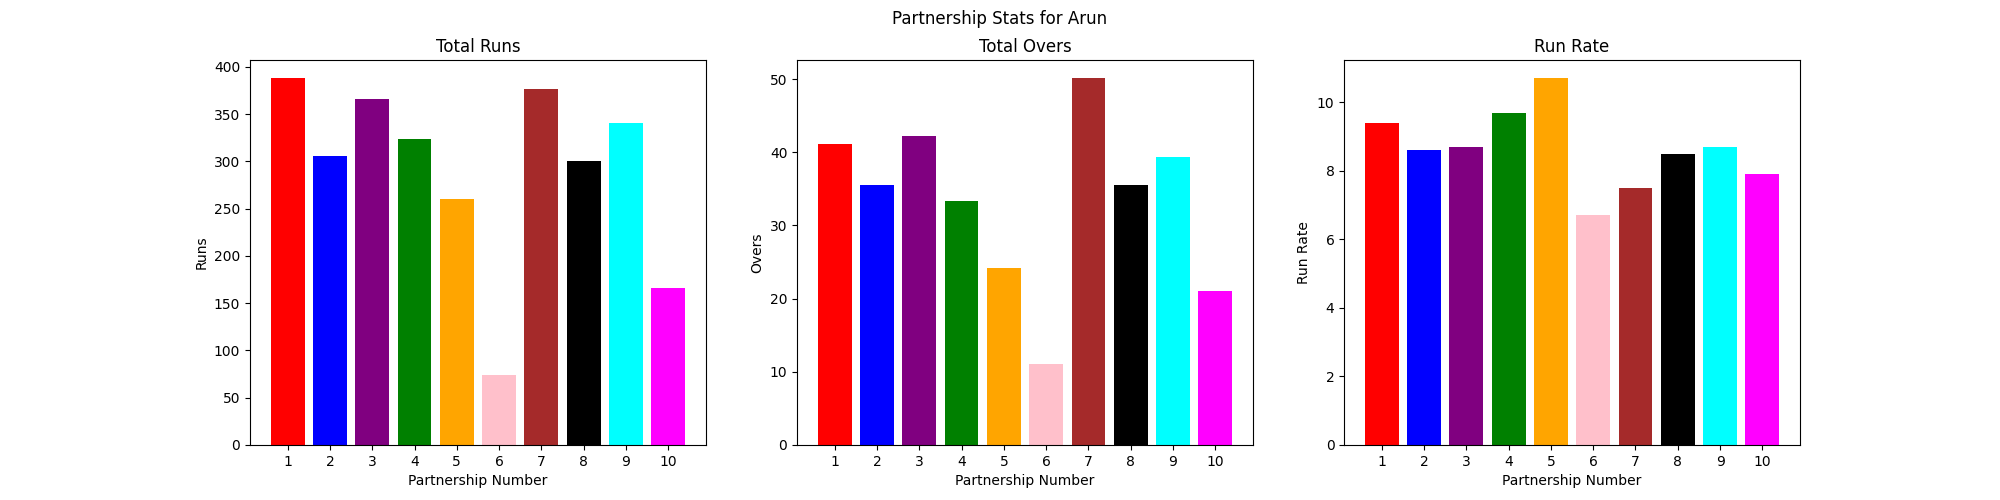 Partnership Stats for Arun
Total Runs
400
350
300
250
200
150
100
50
0
Runs
1 2 3 4 5 6 7 8 9 10
Partnership Number
Total Overs
50
40
30
20
10
0
Overs
1 2 3 4 5 6 7 8 9 10
Partnership Number
Run Rate
10
8
6
4
2
0
Run Rate
1 2 3 4 5 6 7 8 9 10
Partnership Number